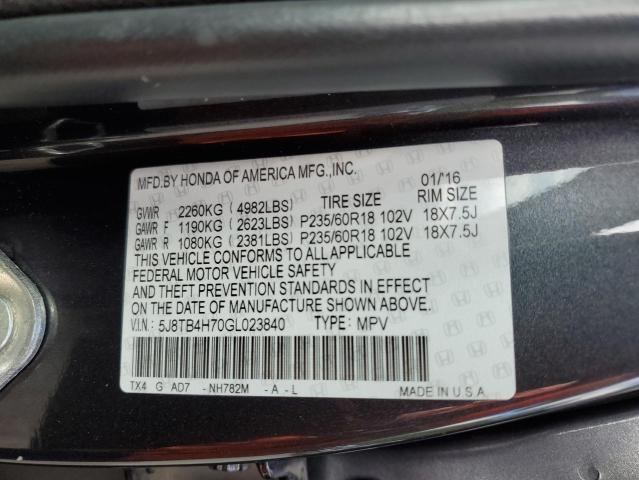 MFD.BY HONDA OF AMERICA MFG.,INC. 01/16
GVWR 2260KG (4982LBS) TIRE SIZE RIM SIZE
GAWR F 1190KG (2623LBS) P235/60R18 102V 18X7.5J
GAWR R 1080KG (2381LBS) P235/60R18 102V 18X7.5J
THIS VEHICLE CONFORMS TO ALL APPLICABLE
FEDERAL MOTOR VEHICLE SAFETY
AND THEFT PREVENTION STANDARDS IN EFFECT
ON THE DATE OF MANUFACTURE SHOWN ABOVE.
V.I.N.: 5J8TB4H70GL023840 TYPE: MPV
TX4 G AD7 -NH782M -A-L MADE IN U.S.A.